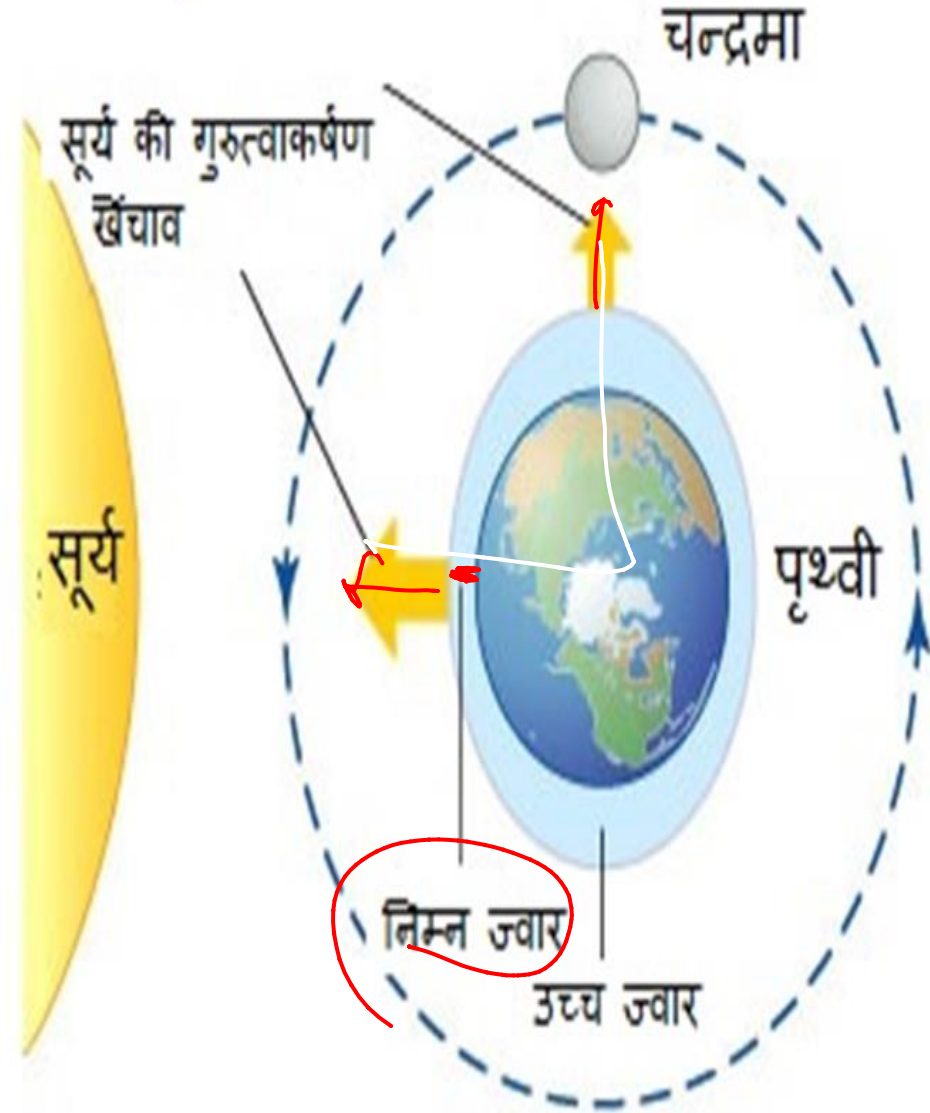 चन्द्रमा
सूर्य की गुरुत्वाकर्षण
खेंचाव
सूर्य
पृथ्वी
निम्न ज्वार
उच्च ज्वार